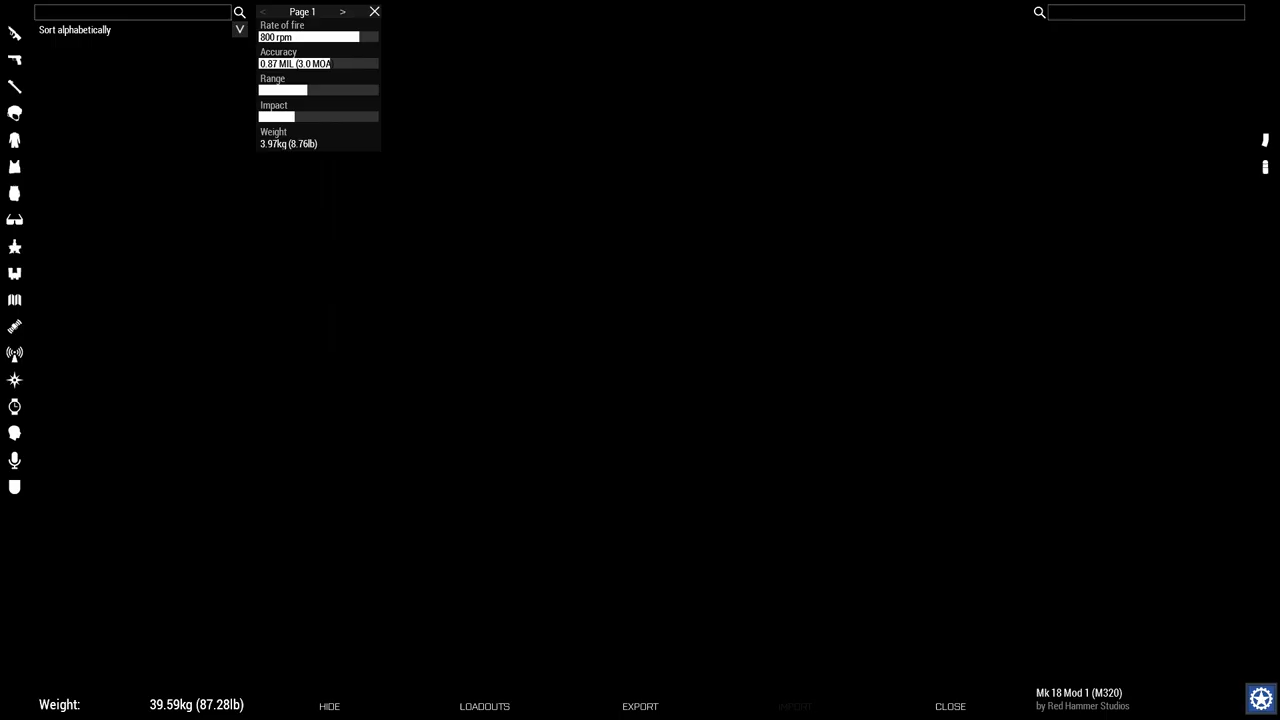 < Page 1 >
Sort alphabetically
V
Rate of fire
800 rpm
Accuracy
0.87 MIL (3.0 MOA
Range
Impact
Weight
3.97kg (8.76lb)
Weight: 39.59kg (87.28lb)
HIDE
LOADOUTS
EXPORT
IMPORT
CLOSE
Mk 18 Mod 1 (M320)
by Red Hammer Studios